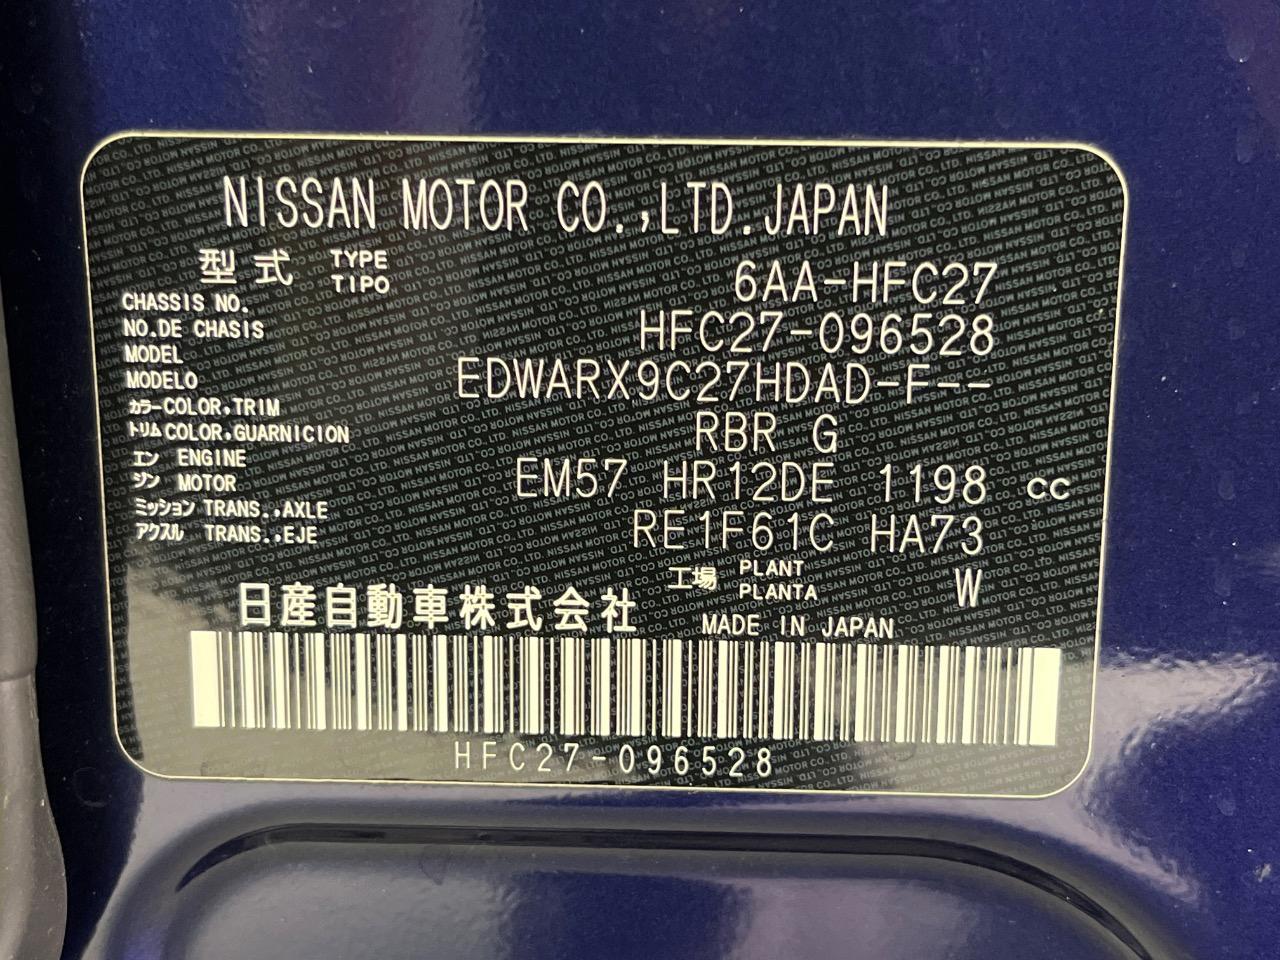 NISSAN MOTOR CO.,LTD.JAPAN
型式 TYPE TIPO 6AA-HFC27
CHASSIS NO. NO.DE CHASIS HFC27-096528
MODEL MODELO EDWARX9C27HDAD-F--
カラー COLOR,TRIM トリム COLOR,GUARNICION RBR G
エンジン ENGINE MOTOR EM57 HR12DE 1198 cc
ミッション TRANS.,AXLE アクスル TRANS.,EJE RE1F61C HA73
工場 PLANT PLANTA W
日産自動車株式会社 MADE IN JAPAN
HFC27-096528